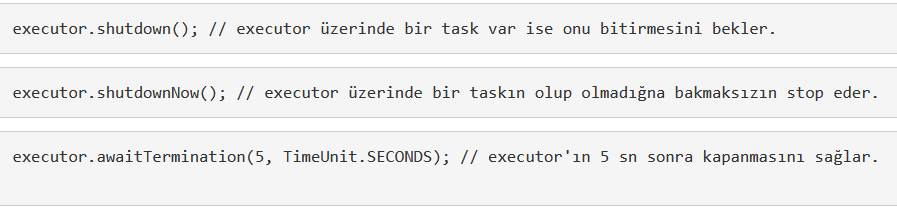 executor.shutdown(); // executor üzerinde bir task var ise onu bitirmesini bekler.
executor.shutdownNow(); // executor üzerinde bir taskın olup olmadığna bakmaksızın stop eder.
executor.awaitTermination(5, TimeUnit.SECONDS); // executor'ın 5 sn sonra kapanmasını sağlar.